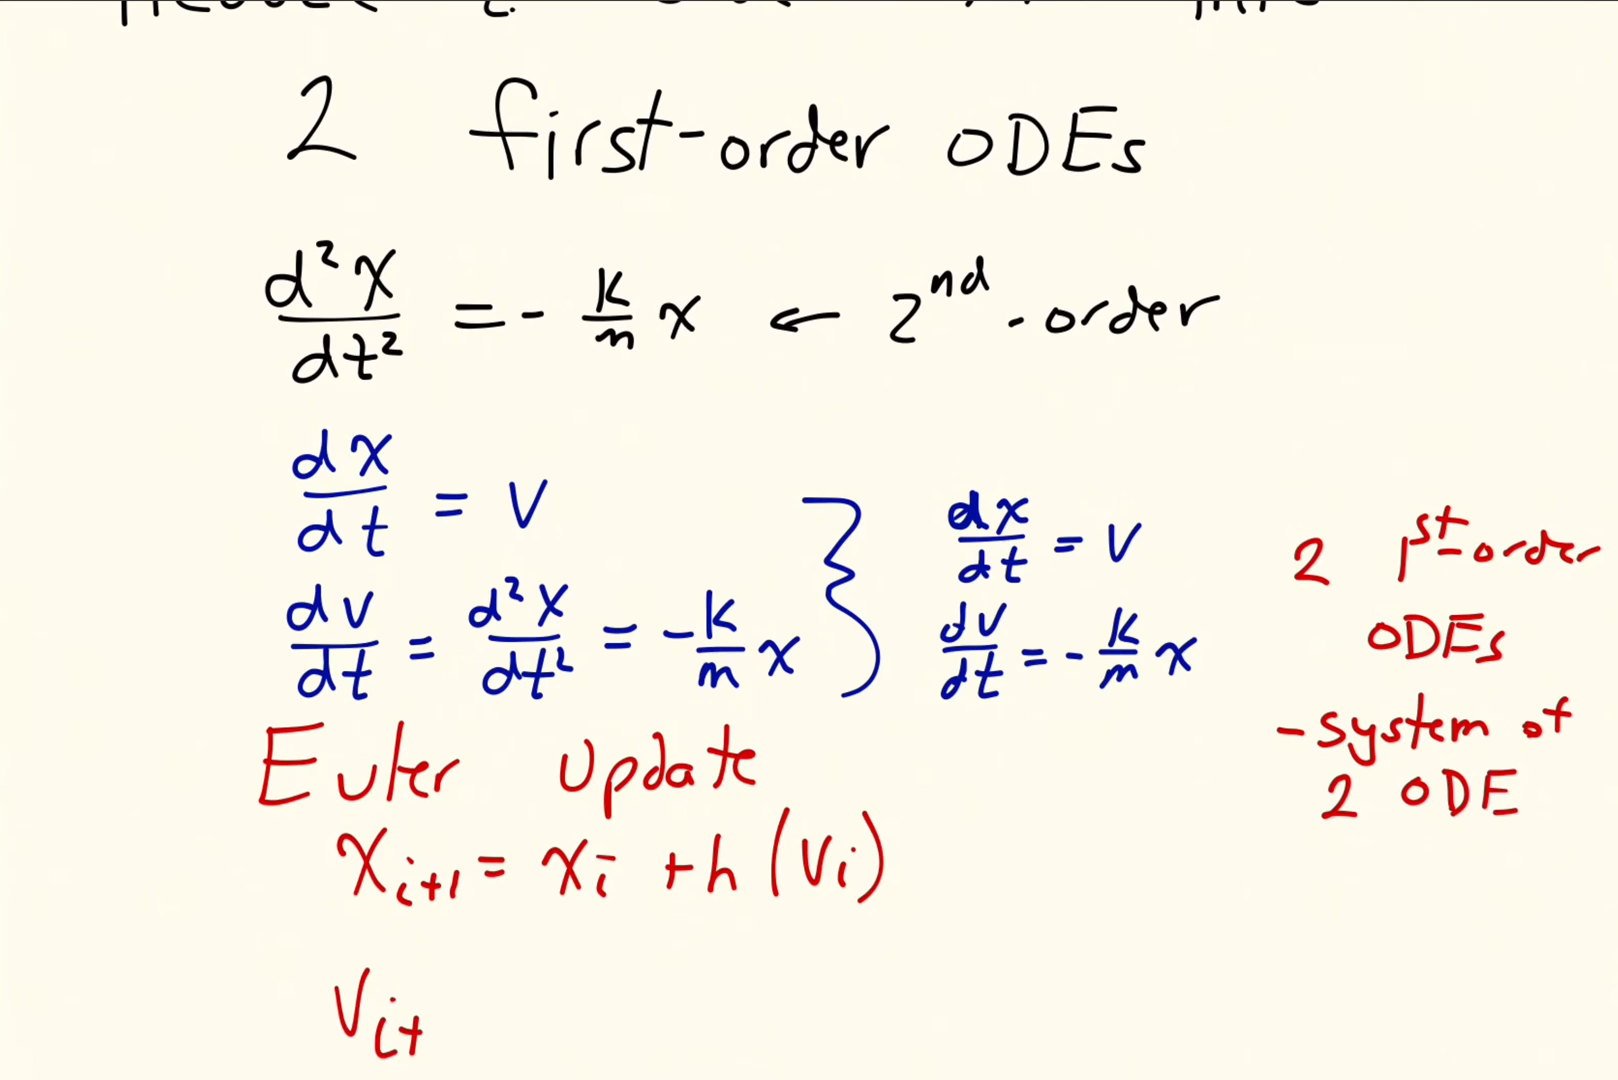 2 first-order ODEs
d²x/dt² = - k/m x ← 2nd-order
dx/dt = v
dv/dt = d²x/dt² = -k/m x
dx/dt = v
dv/dt = - k/m x
2 1st-order
ODEs
- system of
2 ODE
Euler update
x_{i+1} = x_i + h (v_i)
v_{i+